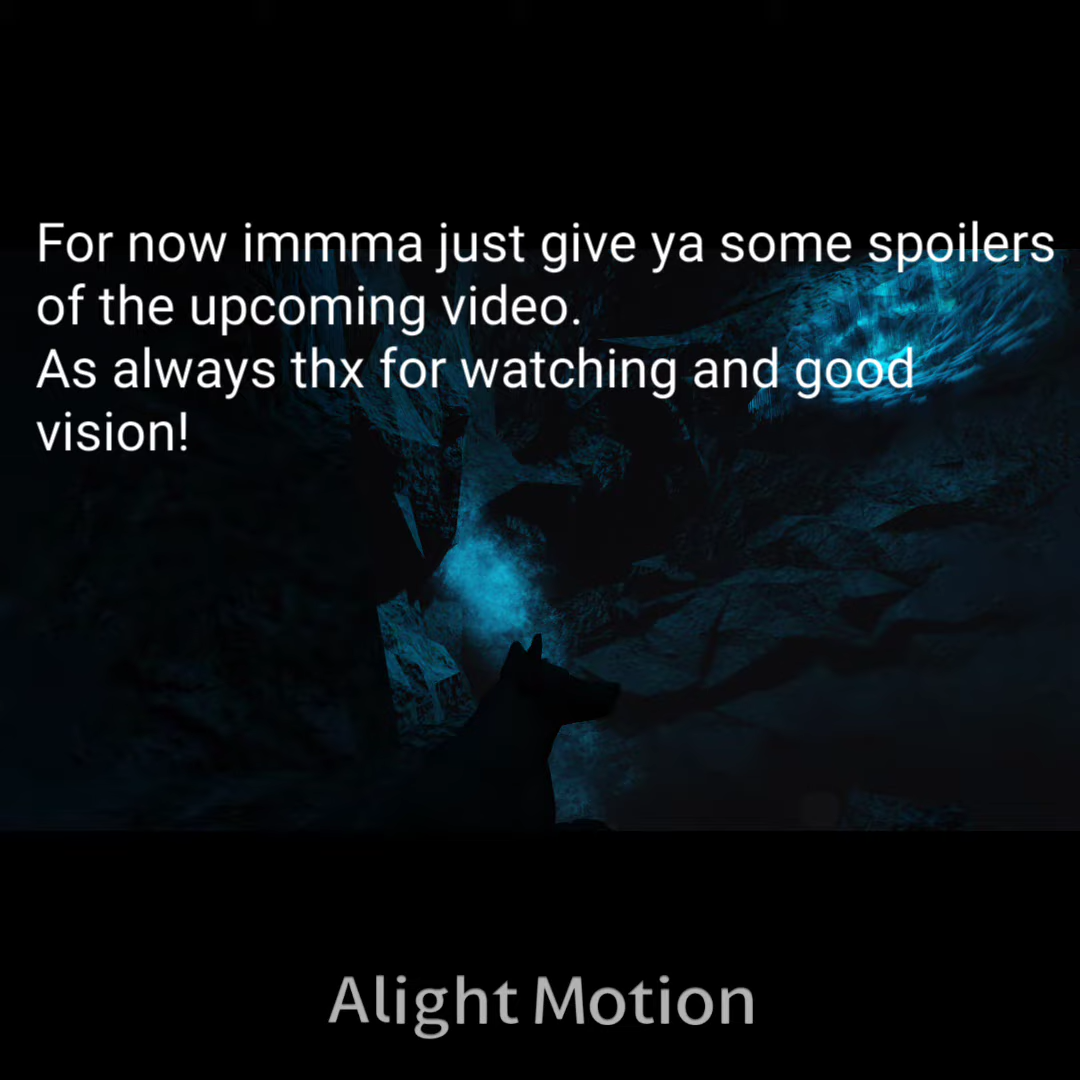 For now immma just give ya some spoilers
of the upcoming video.
As always thx for watching and good
vision!
Alight Motion